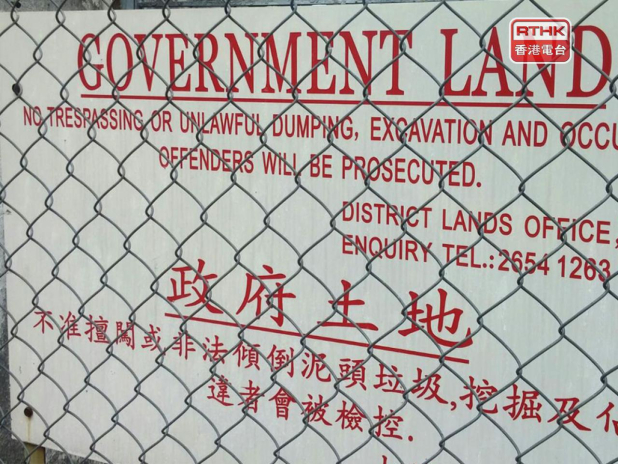 RTHK
香港電台
GOVERNMENT LAND
NO TRESPASSING OR UNLAWFUL DUMPING, EXCAVATION AND OCCU
OFFENDERS WILL BE PROSECUTED.
DISTRICT LANDS OFFICE,
ENQUIRY TEL.: 2654 1263
政府土地
不准擅闖或非法傾倒泥頭垃圾,挖掘及佔
違者會被檢控.